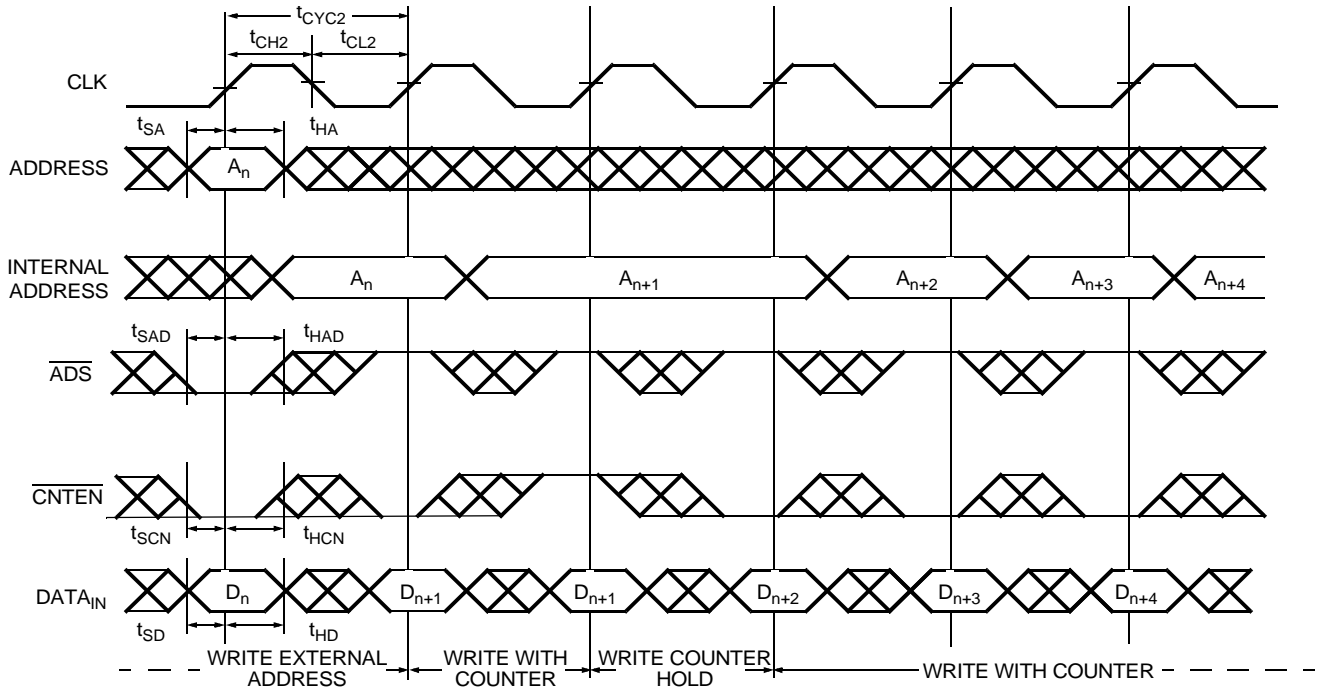 tCYC2
tCH2 tCL2
CLK
tSA tHA
ADDRESS An
INTERNAL
ADDRESS An An+1 An+2 An+3 An+4
tSAD tHAD
ADS
CNTEN
tSCN tHCN
DATAIN Dn Dn+1 Dn+1 Dn+2 Dn+3 Dn+4
tSD tHD
WRITE EXTERNAL
ADDRESS
WRITE WITH
COUNTER
WRITE COUNTER
HOLD
WRITE WITH COUNTER